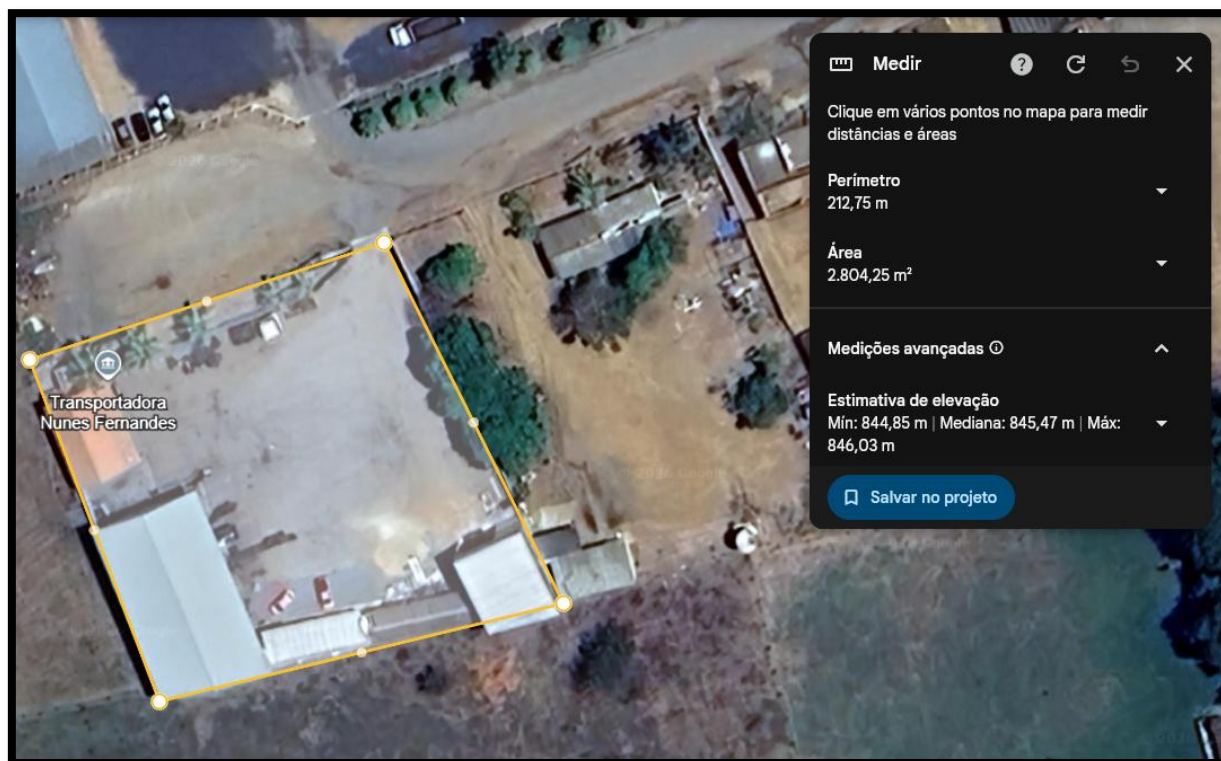 Medir
Clique em vários pontos no mapa para medir
distâncias e áreas
Perímetro
212,75 m
Área
2.804,25 m²
Medições avançadas
Estimativa de elevação
Mín: 844,85 m | Mediana: 845,47 m | Máx:
846,03 m
Salvar no projeto
Transportadora
Nunes Fernandes